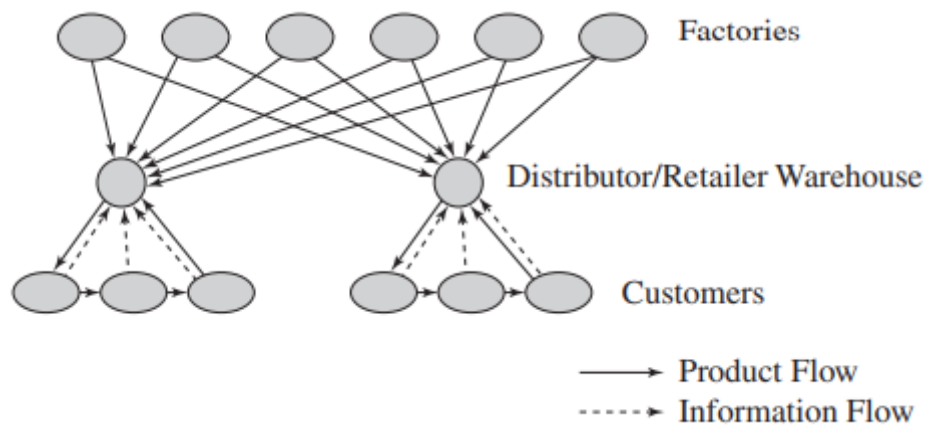 Factories
Distributor/Retailer Warehouse
Customers
Product Flow
Information Flow